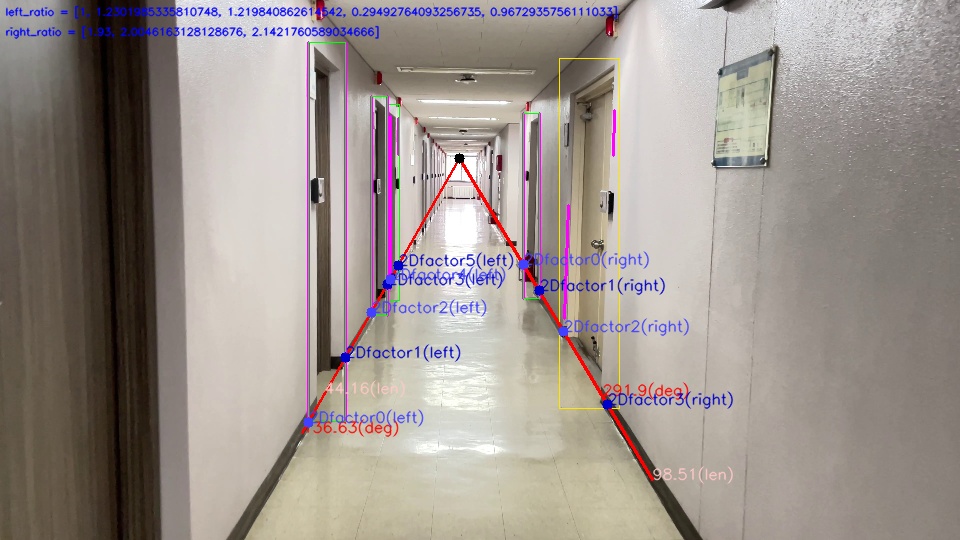 left_ratio = [1, 1.2301985335810748, 1.219840862614542, 0.29492764093256735, 0.9672935756111033]
right_ratio = [1.93, 2.0046163128128676, 2.1421760589034666]
2Dfactor5(left)
2Dfactor0(right)
2Dfactor4(left)
2Dfactor3(left)
2Dfactor1(right)
2Dfactor2(left)
2Dfactor2(right)
2Dfactor1(left)
44.16(len)
291.9(deg)
2Dfactor3(right)
2Dfactor0(left)
36.63(deg)
98.51(len)